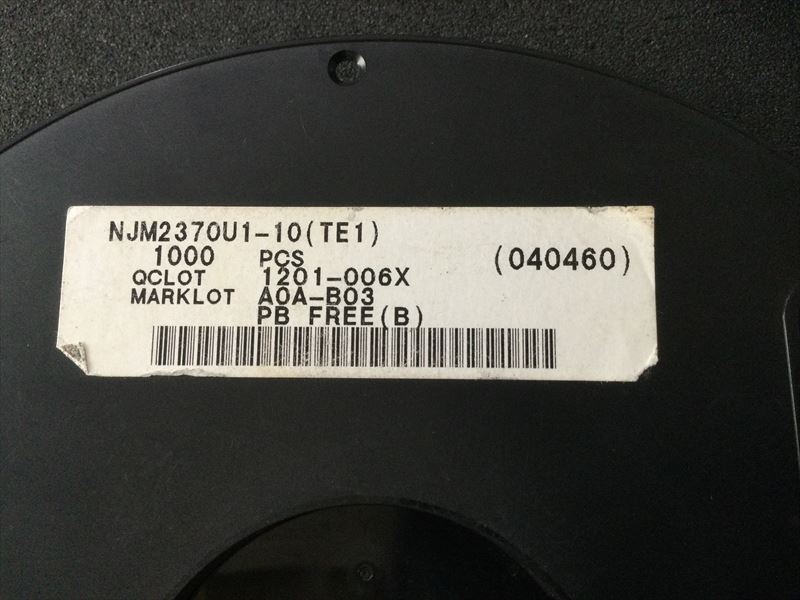 NJM2370U1-10(TE1)
1000 PCS (040460)
QCLOT 1201-006X
MARKLOT A0A-B03
PB FREE(B)